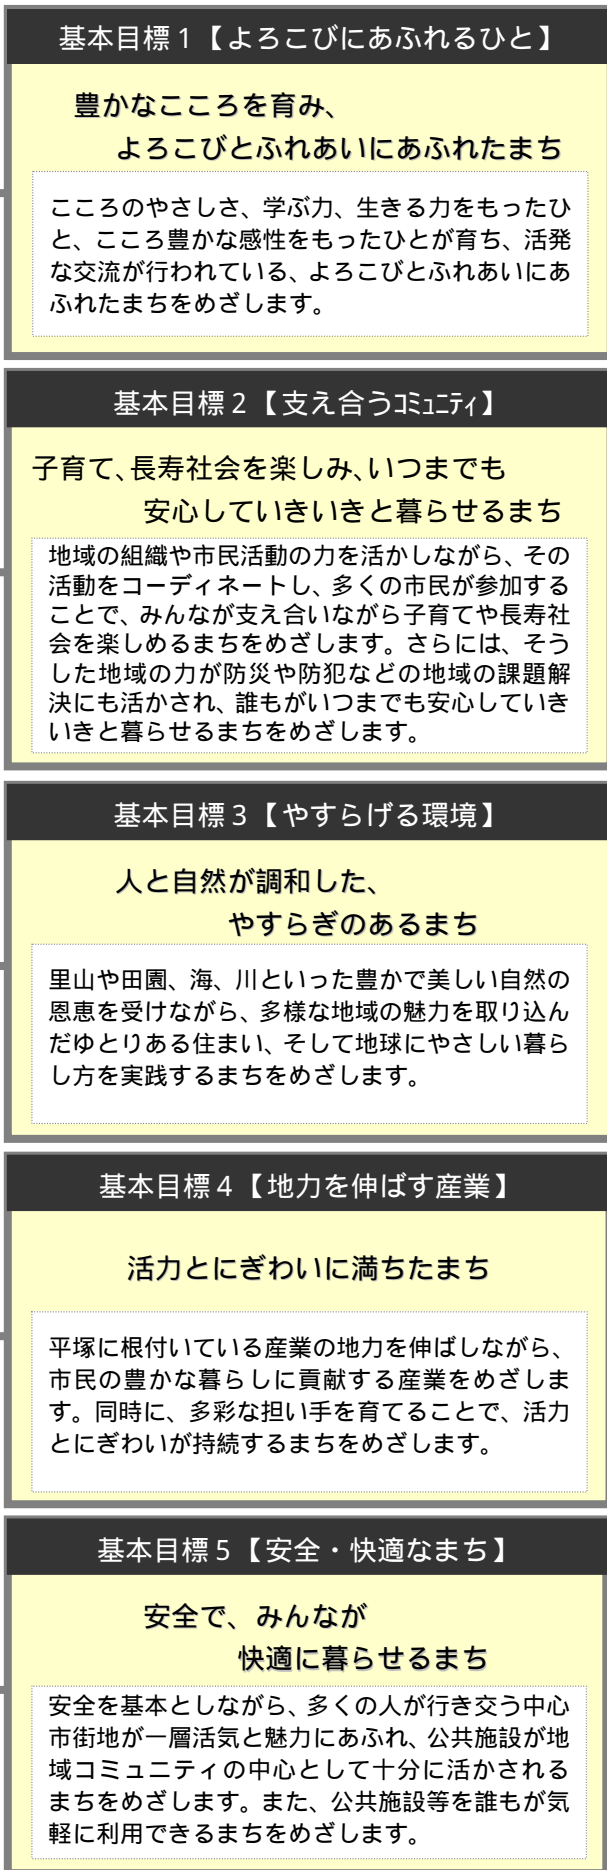 基本目標1【よろこびにあふれるひと】
豊かなこころを育み、
よろこびとふれあいにあふれたまち
こころのやさしさ、学ぶ力、生きる力をもったひ
と、こころ豊かな感性をもったひとが育ち、活発
な交流が行われている、よろこびとふれあいにあ
ふれたまちをめざします。
基本目標2【支え合うコミュニティ】
子育て、長寿社会を楽しみ、いつまでも
安心していきいきと暮らせるまち
地域の組織や市民活動の力を活かしながら、その
活動をコーディネートし、多くの市民が参加する
ことで、みんなが支え合いながら子育てや長寿社
会を楽しめるまちをめざします。さらには、そう
した地域の力が防災や防犯などの地域の課題解
決にも活かされ、誰もがいつまでも安心していき
いきと暮らせるまちをめざします。
基本目標3【やすらげる環境】
人と自然が調和した、
やすらぎのあるまち
里山や田園、海、川といった豊かで美しい自然の
恩恵を受けながら、多様な地域の魅力を取り込ん
だゆとりある住まい、そして地球にやさしい暮ら
し方を実践するまちをめざします。
基本目標4【地力を伸ばす産業】
活力とにぎわいに満ちたまち
平塚に根付いている産業の地力を伸ばしながら、
市民の豊かな暮らしに貢献する産業をめざしま
す。同時に、多彩な担い手を育てることで、活力
とにぎわいが持続するまちをめざします。
基本目標5【安全・快適なまち】
安全で、みんなが
快適に暮らせるまち
安全を基本としながら、多くの人が行き交う中心
市街地が一層活気と魅力にあふれ、公共施設が地
域コミュニティの中心として十分に活かされる
まちをめざします。また、公共施設等を誰もが気
軽に利用できるまちをめざします。